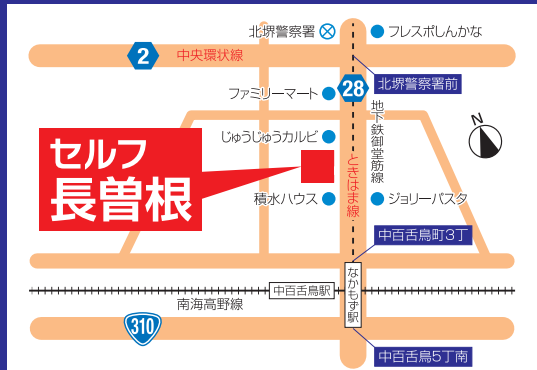 北堺警察署
フレスポしんかな
2
中央環状線
北堺警察署前
ファミリーマート
28
地下鉄御堂筋線
N
じゅうじゅうカルビ
セルフ
長曽根
ときはま線
積水ハウス
ジョリーパスタ
中百舌鳥町3丁
なかもず駅
中百舌鳥駅
南海高野線
310
中百舌鳥5丁南